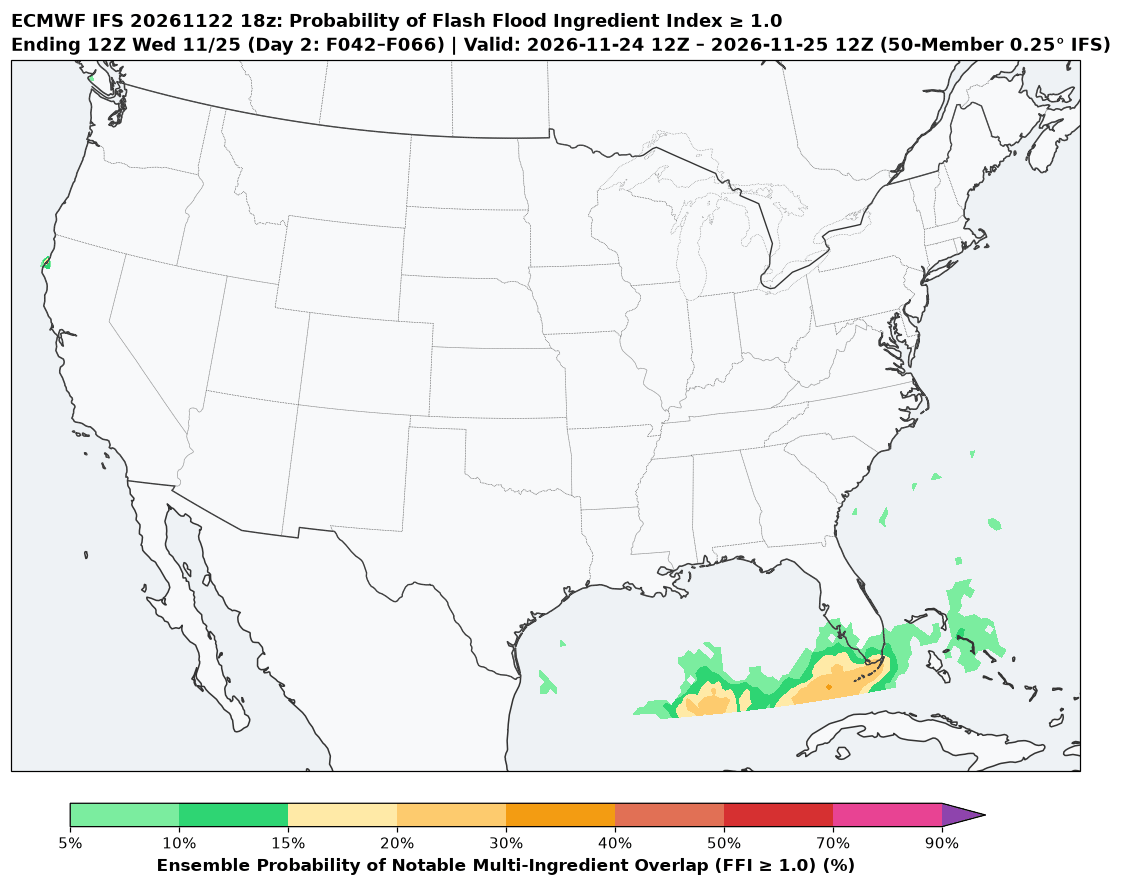 ECMWF IFS 20261122 18z: Probability of Flash Flood Ingredient Index ≥ 1.0
Ending 12Z Wed 11/25 (Day 2: F042–F066) | Valid: 2026-11-24 12Z – 2026-11-25 12Z (50-Member 0.25° IFS)
5% 10% 15% 20% 30% 40% 50% 70% 90%
Ensemble Probability of Notable Multi-Ingredient Overlap (FFI ≥ 1.0) (%)